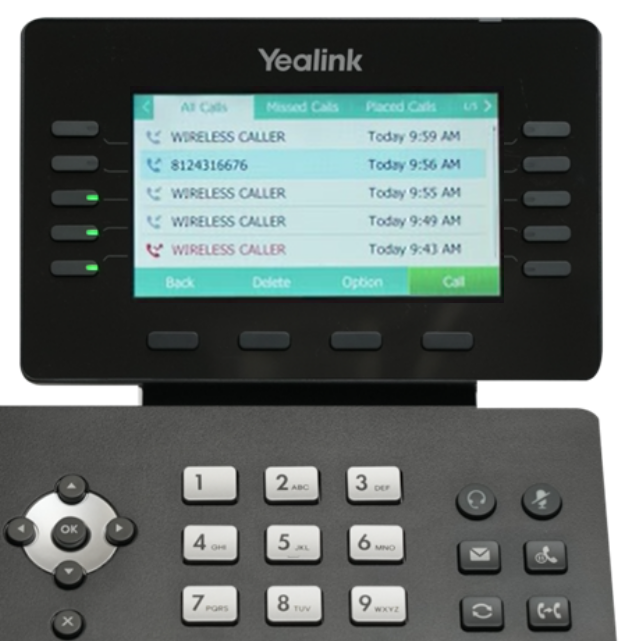 Yealink
All Calls Missed Calls Placed Calls 1/1
WIRELESS CALLER Today 9:59 AM
8124316676 Today 9:56 AM
WIRELESS CALLER Today 9:55 AM
WIRELESS CALLER Today 9:49 AM
WIRELESS CALLER Today 9:43 AM
Back Delete Option Call
1 2 ABC 3 DEF
OK
4 GHI 5 JKL 6 MNO
7 PQRS 8 TUV 9 WXYZ